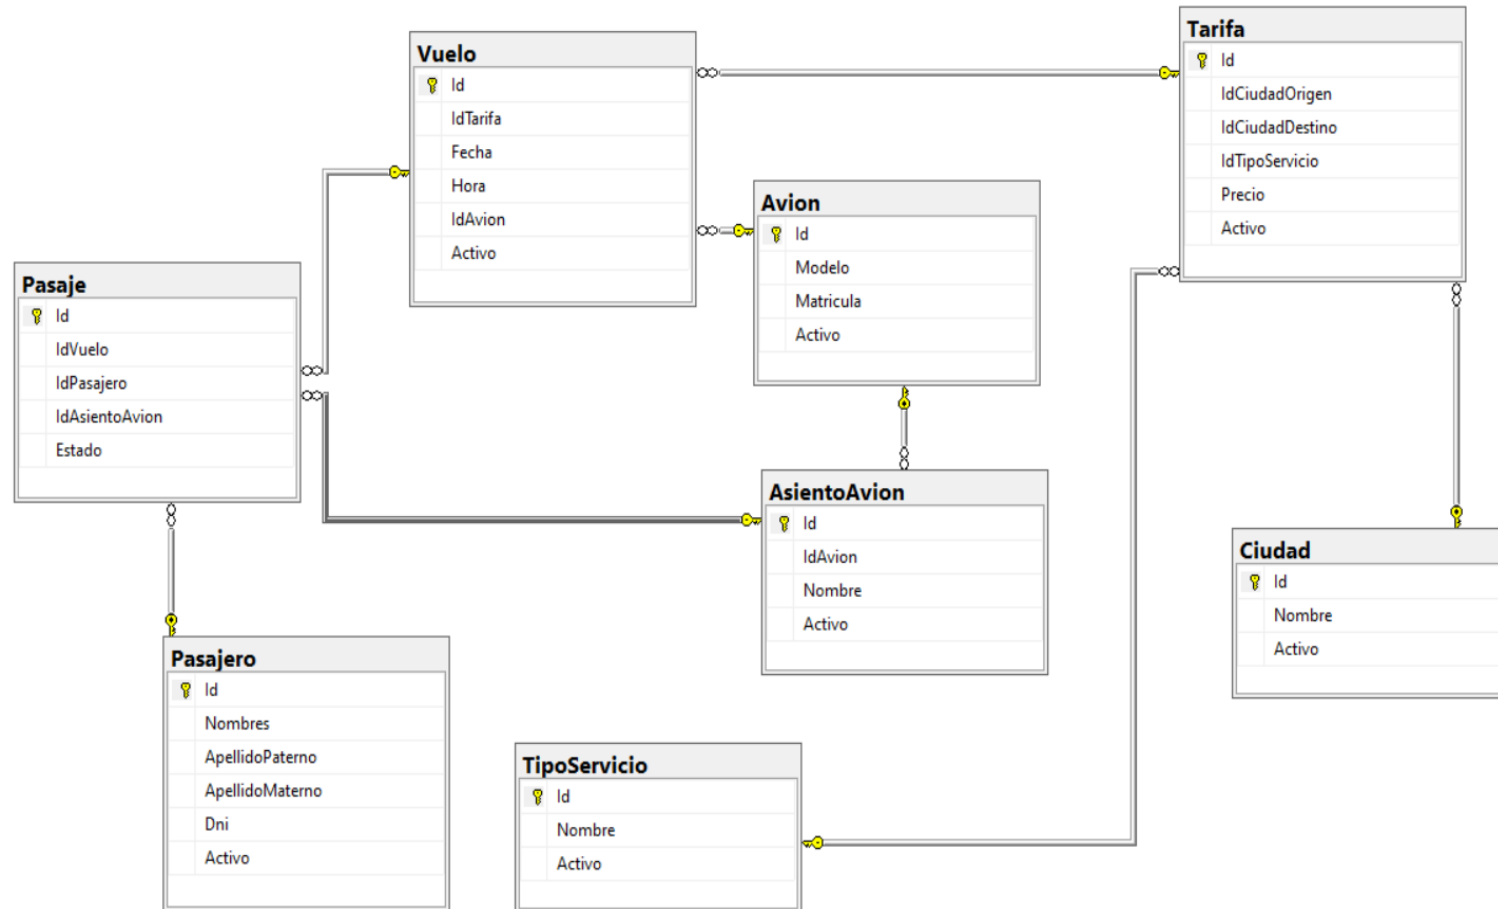 Vuelo
Id
IdTarifa
Fecha
Hora
IdAvion
Activo
Tarifa
Id
IdCiudadOrigen
IdCiudadDestino
IdTipoServicio
Precio
Activo
Avion
Id
Modelo
Matricula
Activo
Pasaje
Id
IdVuelo
IdPasajero
IdAsientoAvion
Estado
AsientoAvion
Id
IdAvion
Nombre
Activo
Ciudad
Id
Nombre
Activo
Pasajero
Id
Nombres
ApellidoPaterno
ApellidoMaterno
Dni
Activo
TipoServicio
Id
Nombre
Activo